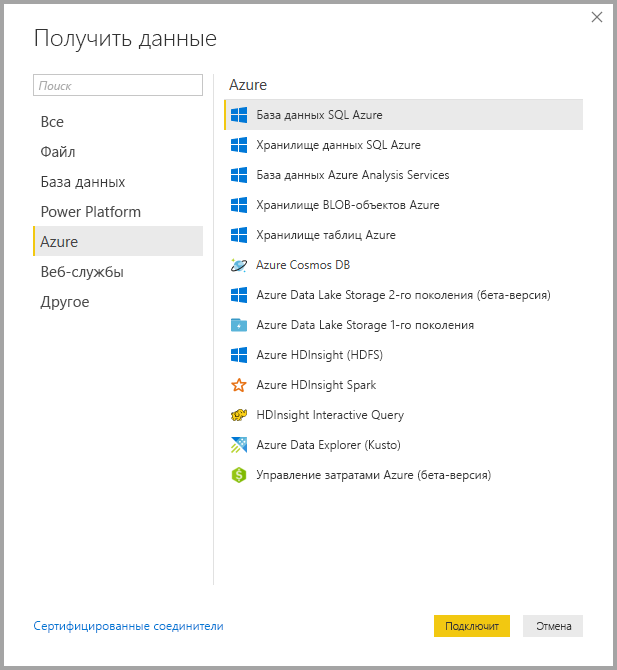 Получить данные
Поиск
Все
Файл
База данных
Power Platform
Azure
Веб-службы
Другое
Azure
База данных SQL Azure
Хранилище данных SQL Azure
База данных Azure Analysis Services
Хранилище BLOB-объектов Azure
Хранилище таблиц Azure
Azure Cosmos DB
Azure Data Lake Storage 2-го поколения (бета-версия)
Azure Data Lake Storage 1-го поколения
Azure HDInsight (HDFS)
Azure HDInsight Spark
HDInsight Interactive Query
Azure Data Explorer (Kusto)
Управление затратами Azure (бета-версия)
Сертифицированные соединители
Подключит
Отмена